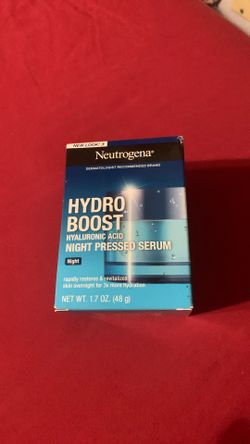 NEW LOOK!
Neutrogena®
DERMATOLOGIST RECOMMENDED BRAND
HYDRO
BOOST
HYALURONIC ACID
NIGHT PRESSED SERUM
Night
rapidly restores & revitalizes
skin overnight for 3x more hydration
NET WT. 1.7 OZ. (48 g)